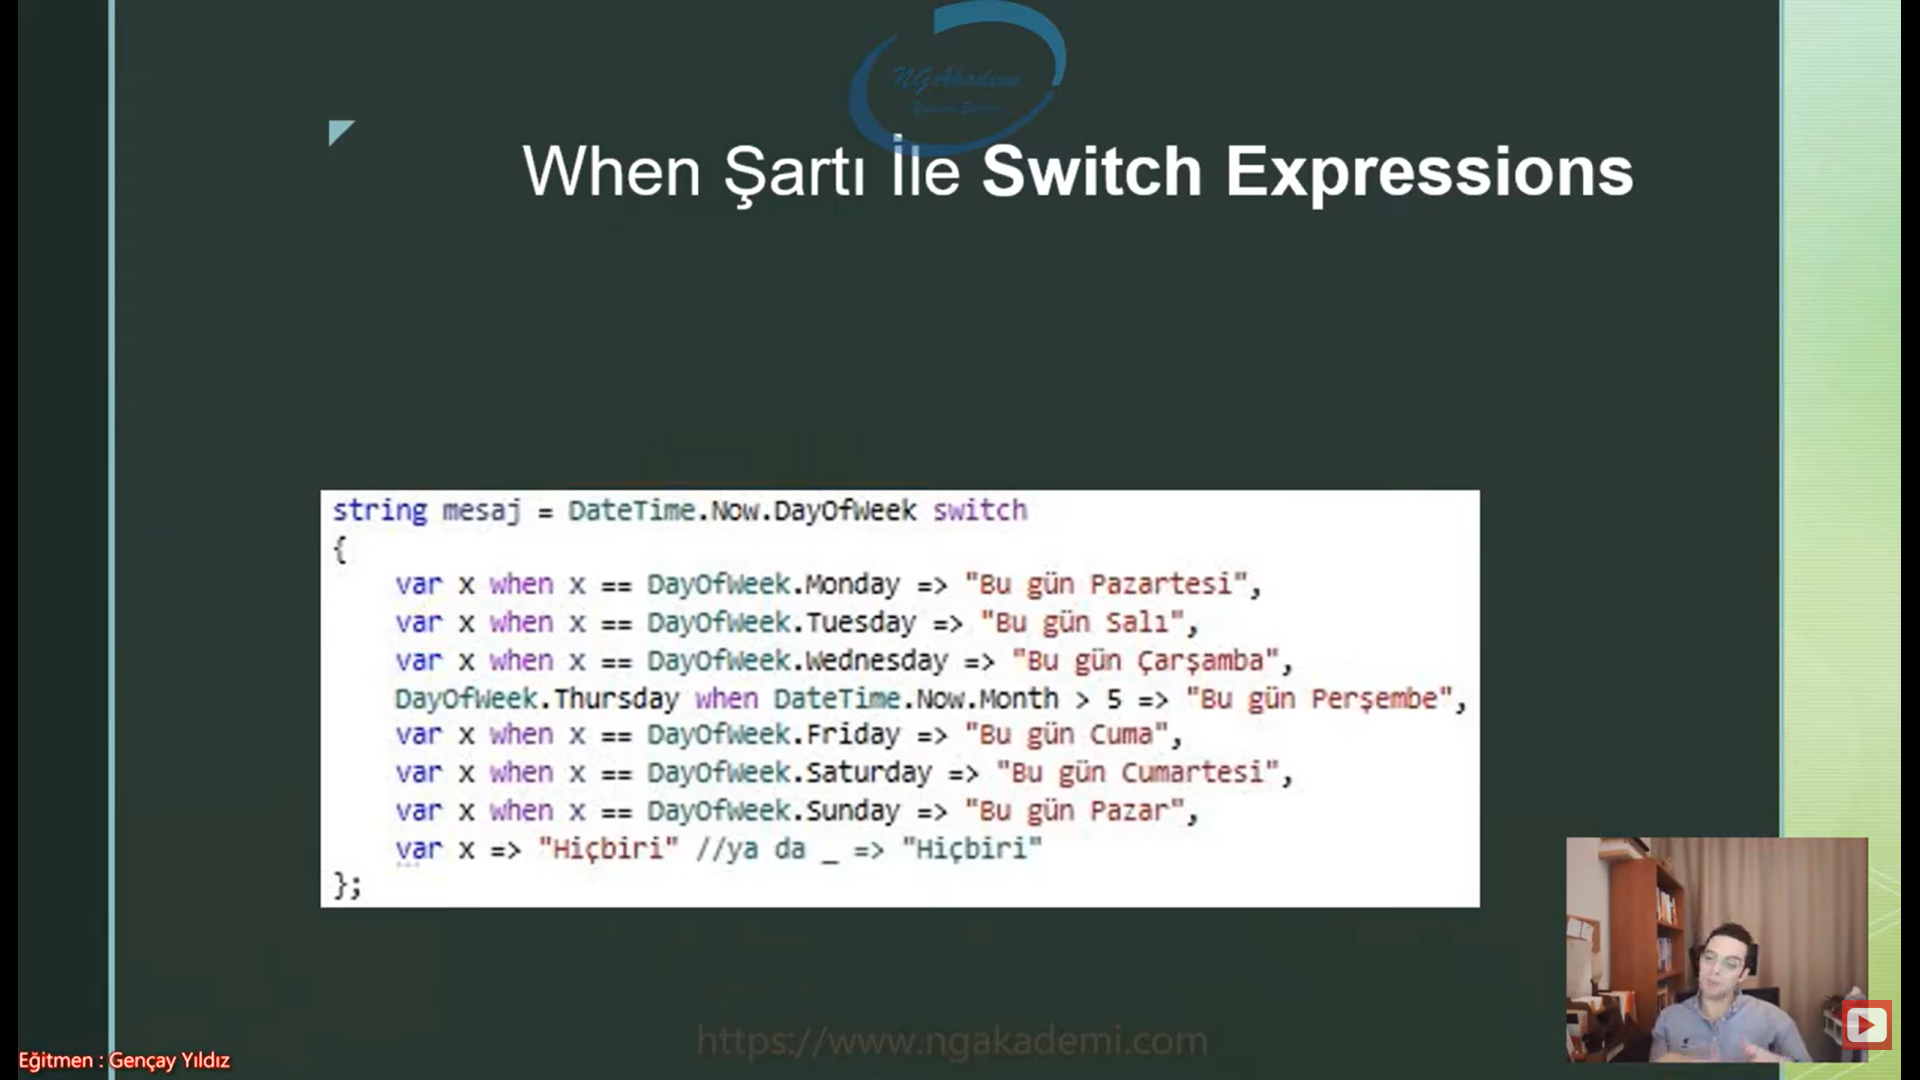 NGAkademi
When Şartı İle Switch Expressions
string mesaj = DateTime.Now.DayOfWeek switch
{
var x when x == DayOfWeek.Monday => "Bu gün Pazartesi",
var x when x == DayOfWeek.Tuesday => "Bu gün Salı",
var x when x == DayOfWeek.Wednesday => "Bu gün Çarşamba",
DayOfWeek.Thursday when DateTime.Now.Month > 5 => "Bu gün Perşembe",
var x when x == DayOfWeek.Friday => "Bu gün Cuma",
var x when x == DayOfWeek.Saturday => "Bu gün Cumartesi",
var x when x == DayOfWeek.Sunday => "Bu gün Pazar",
var x => "Hiçbiri" //ya da _ => "Hiçbiri"
};
https://www.ngakademi.com
Eğitmen : Gençay Yıldız